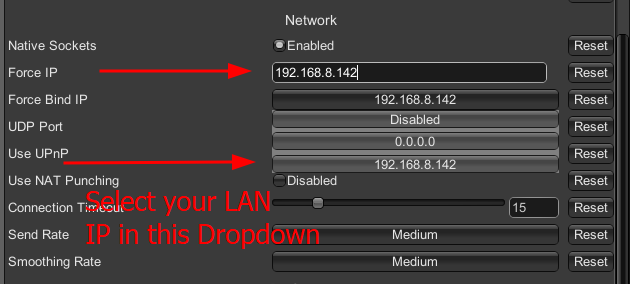 Network
Native Sockets Enabled Reset
Force IP 192.168.8.142 Reset
Force Bind IP 192.168.8.142 Reset
UDP Port Disabled Reset
0.0.0.0
Use UPnP 192.168.8.142 Reset
Use NAT Punching Disabled Reset
Select your LAN
Connection Timeout 15 Reset
IP in this Dropdown
Send Rate Medium Reset
Smoothing Rate Medium Reset